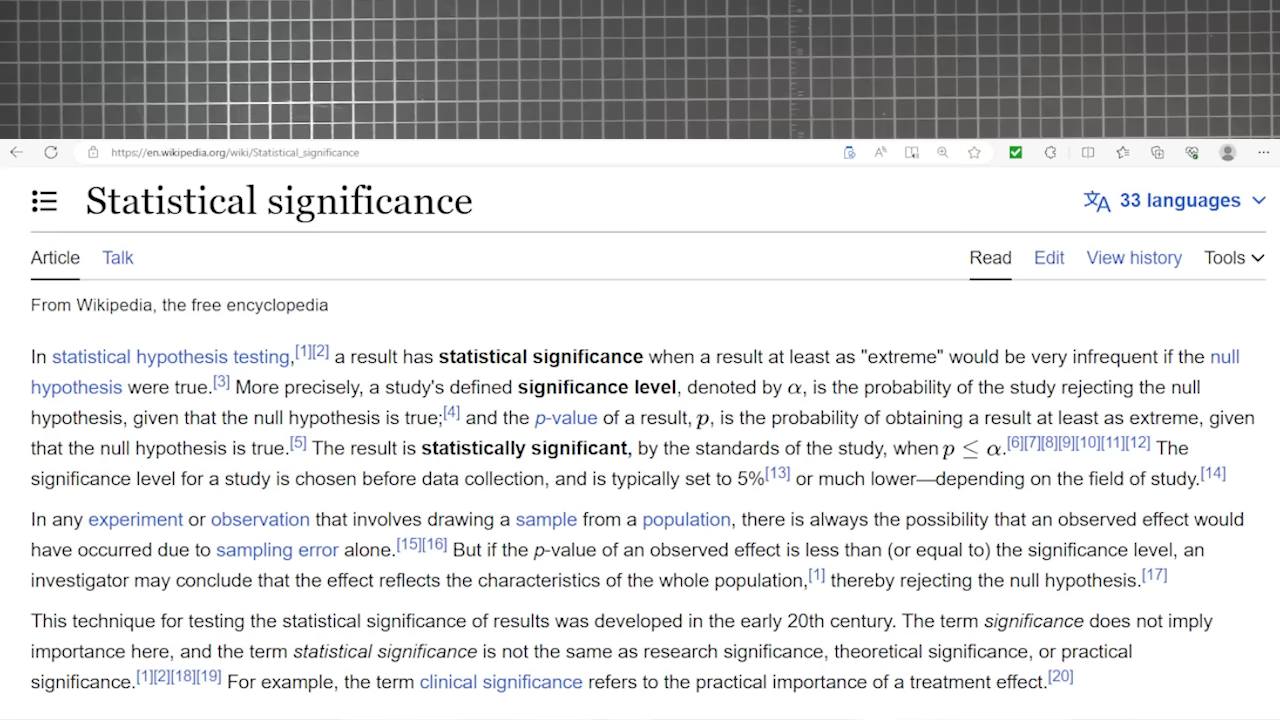 https://en.wikipedia.org/wiki/Statistical_significance
Statistical significance
33 languages
Article Talk Read Edit View history Tools
From Wikipedia, the free encyclopedia
In statistical hypothesis testing,[1][2] a result has statistical significance when a result at least as "extreme" would be very infrequent if the null
hypothesis were true.[3] More precisely, a study's defined significance level, denoted by α, is the probability of the study rejecting the null
hypothesis, given that the null hypothesis is true;[4] and the p-value of a result, p, is the probability of obtaining a result at least as extreme, given
that the null hypothesis is true.[5] The result is statistically significant, by the standards of the study, when p ≤ α.[6][7][8][9][10][11][12] The
significance level for a study is chosen before data collection, and is typically set to 5%[13] or much lower—depending on the field of study.[14]
In any experiment or observation that involves drawing a sample from a population, there is always the possibility that an observed effect would
have occurred due to sampling error alone.[15][16] But if the p-value of an observed effect is less than (or equal to) the significance level, an
investigator may conclude that the effect reflects the characteristics of the whole population,[1] thereby rejecting the null hypothesis.[17]
This technique for testing the statistical significance of results was developed in the early 20th century. The term significance does not imply
importance here, and the term statistical significance is not the same as research significance, theoretical significance, or practical
significance.[1][2][18][19] For example, the term clinical significance refers to the practical importance of a treatment effect.[20]